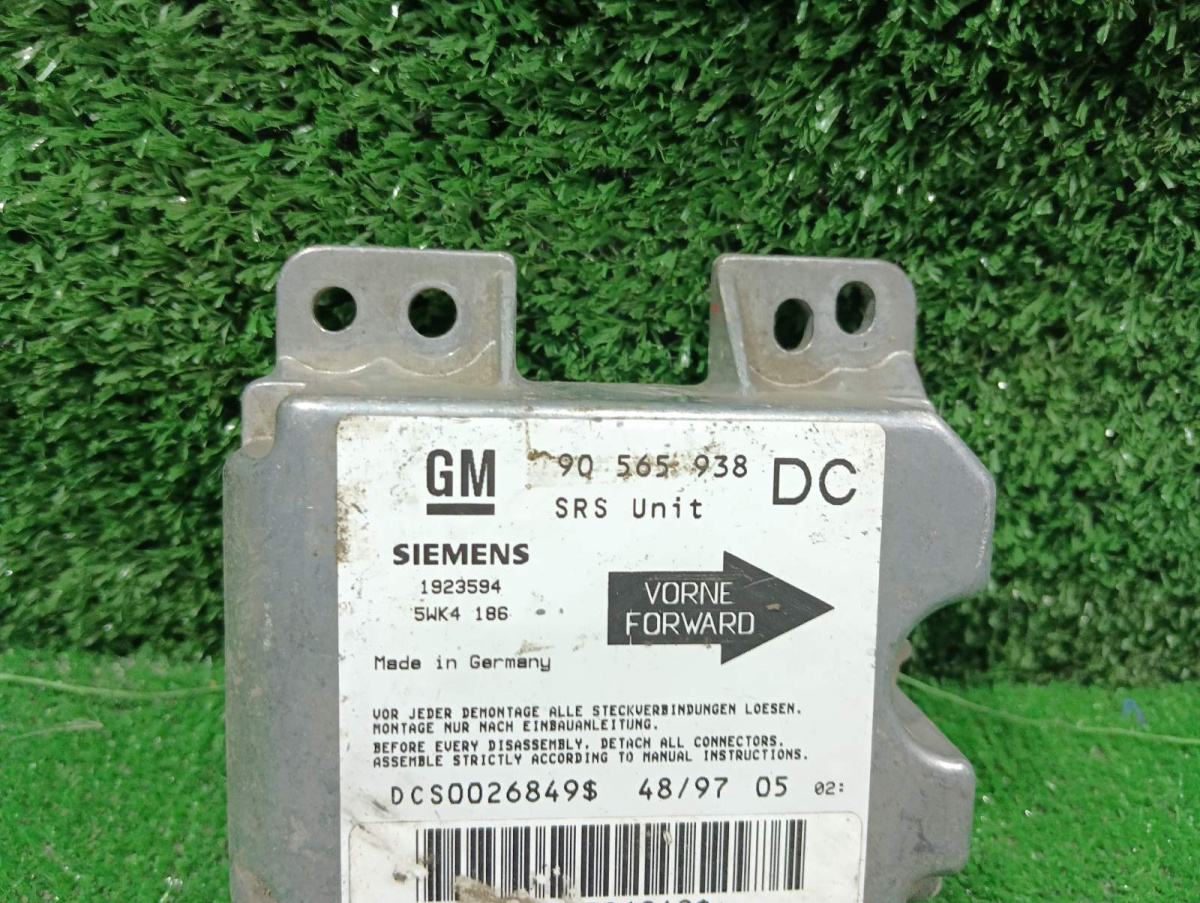 GM 90 565 938 DC
SRS Unit
SIEMENS
1923594
5WK4 186
VORNE
FORWARD
Made in Germany
VOR JEDER DEMONTAGE ALLE STECKVERBINDUNGEN LOESEN.
MONTAGE NUR NACH EINBAUANLEITUNG.
BEFORE EVERY DISASSEMBLY, DETACH ALL CONNECTORS.
ASSEMBLE STRICTLY ACCORDING TO MANUAL INSTRUCTIONS.
DCS0026849$ 48/97 05 02: